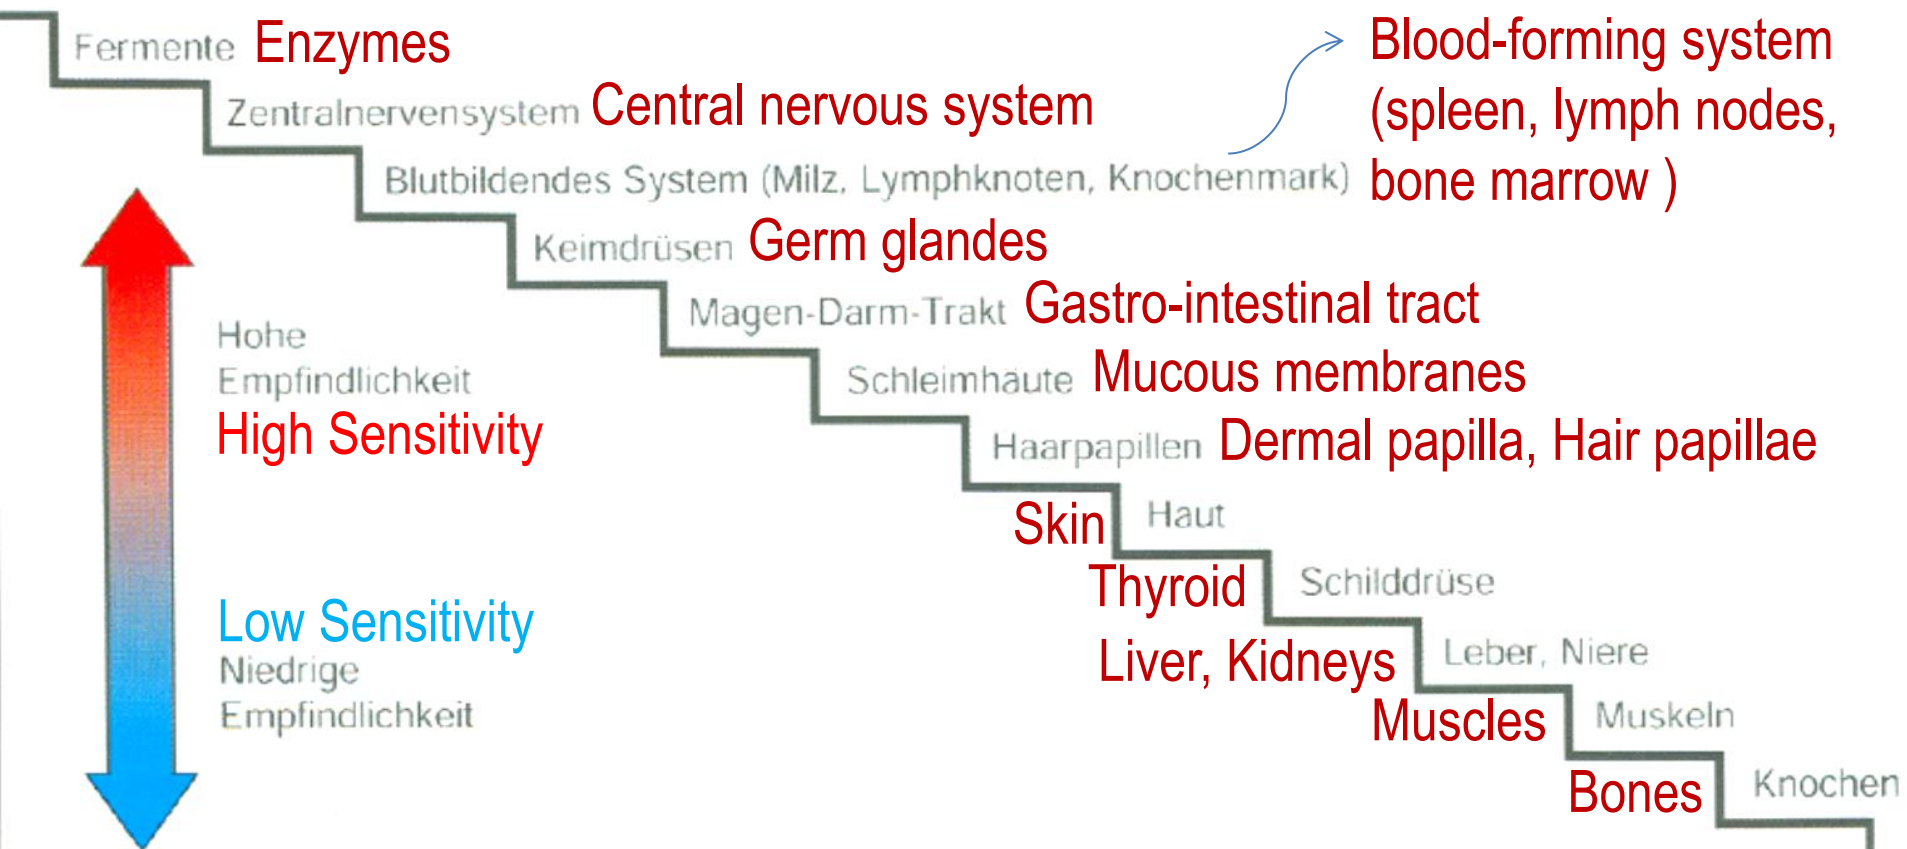 Fermente Enzymes
Zentralnervensystem Central nervous system
Blutbildendes System (Milz, Lymphknoten, Knochenmark)
Blood-forming system
(spleen, lymph nodes,
bone marrow )
Keimdrüsen Germ glandes
Magen-Darm-Trakt Gastro-intestinal tract
Schleimhäute Mucous membranes
Haarpapillen Dermal papilla, Hair papillae
Skin Haut
Thyroid Schilddrüse
Liver, Kidneys Leber, Niere
Muscles Muskeln
Bones Knochen
Hohe
Empfindlichkeit
High Sensitivity
Low Sensitivity
Niedrige
Empfindlichkeit